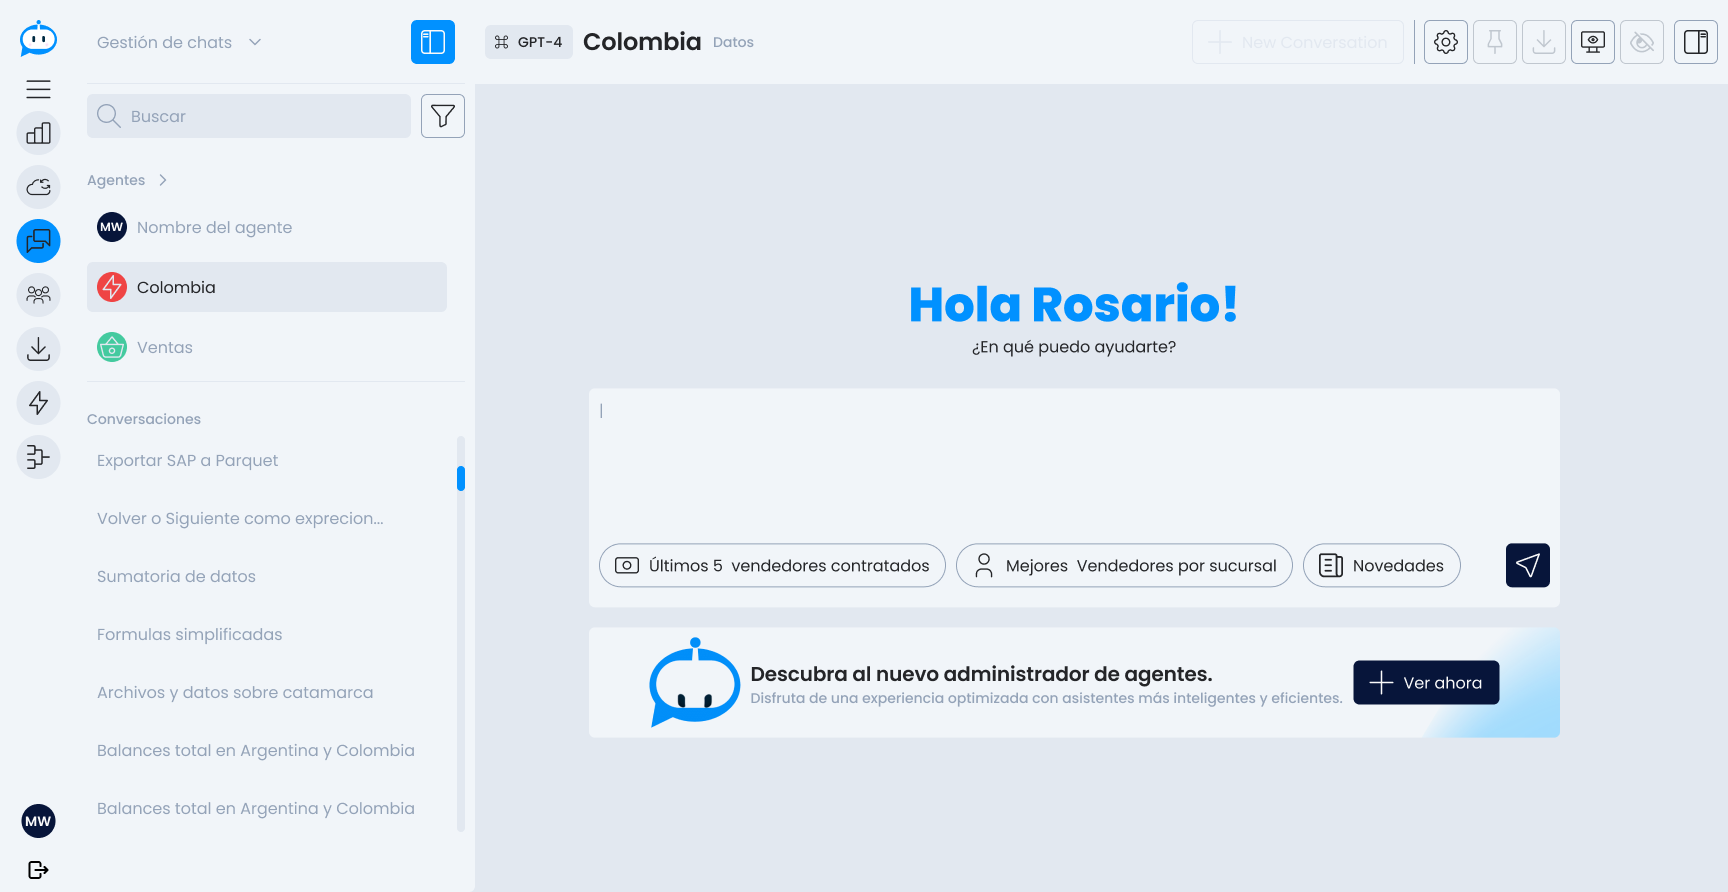 Gestión de chats
GPT-4
Colombia
Datos
New Conversation
Buscar
Agentes
MW
Nombre del agente
Colombia
Ventas
Conversaciones
Exportar SAP a Parquet
Volver o Siguiente como exprecion...
Sumatoria de datos
Formulas simplificadas
Archivos y datos sobre catamarca
Balances total en Argentina y Colombia
Balances total en Argentina y Colombia
MW
Hola Rosario!
¿En qué puedo ayudarte?
Últimos 5 vendedores contratados
Mejores Vendedores por sucursal
Novedades
Descubra al nuevo administrador de agentes.
Disfruta de una experiencia optimizada con asistentes más inteligentes y eficientes.
Ver ahora